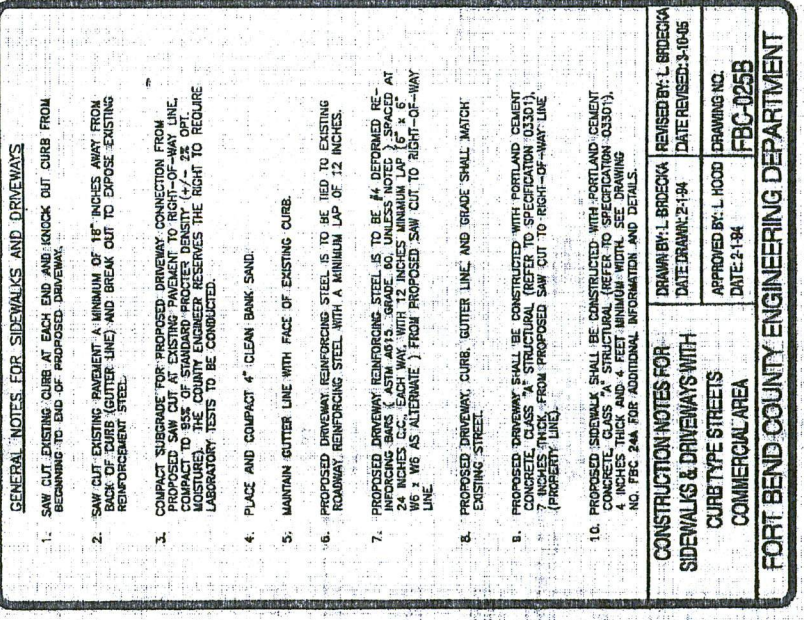 GENERAL NOTES FOR SIDEWALKS AND DRIVEWAYS
1. SAW CUT EXISTING CURB AT EACH END AND KNOCK OUT CURB FROM
BEGINNING TO END OF PROPOSED DRIVEWAY.
2. SAW CUT EXISTING PAVEMENT A MINIMUM OF 18" INCHES AWAY FROM
BACK OF CURB (GUTTER LINE) AND BREAK OUT TO EXPOSE EXISTING
REINFORCEMENT STEEL.
3. COMPACT SUBGRADE FOR PROPOSED DRIVEWAY CONNECTION FROM
PROPOSED SAW CUT AT EXISTING PAVEMENT TO RIGHT-OF-WAY LINE,
COMPACT TO 95% OF STANDARD PROCTER DENSITY (+/- 2% OPT.
MOISTURE). THE COUNTY ENGINEER RESERVES THE RIGHT TO REQUIRE
LABORATORY TESTS TO BE CONDUCTED.
4. PLACE AND COMPACT 4" CLEAN BANK SAND.
5. MAINTAIN GUTTER LINE WITH FACE OF EXISTING CURB.
6. PROPOSED DRIVEWAY REINFORCING STEEL IS TO BE TIED TO EXISTING
ROADWAY REINFORCING STEEL WITH A MINIMUM LAP OF 12 INCHES.
7. PROPOSED DRIVEWAY REINFORCING STEEL IS TO BE #4 DEFORMED RE-
INFORCING BARS ( ASTM A615 GRADE 60, UNLESS NOTED ) SPACED AT
24 INCHES C.C. EACH WAY, WITH 12 INCHES MINIMUM LAP (6" x 6"
W6 x W6 AS ALTERNATE ) FROM PROPOSED SAW CUT TO RIGHT-OF-WAY
LINE.
8. PROPOSED DRIVEWAY, CURB, GUTTER LINE, AND GRADE SHALL MATCH
EXISTING STREET.
9. PROPOSED DRIVEWAY SHALL BE CONSTRUCTED WITH PORTLAND CEMENT
CONCRETE, CLASS "A" STRUCTURAL (REFER TO SPECIFICATION 03301),
7 INCHES THICK FROM PROPOSED SAW CUT TO RIGHT-OF-WAY LINE
(PROPERTY LINE).
10. PROPOSED SIDEWALK SHALL BE CONSTRUCTED WITH PORTLAND CEMENT
CONCRETE, CLASS "A" STRUCTURAL (REFER TO SPECIFICATION 03301),
4 INCHES THICK AND 4 FEET MINIMUM WIDTH. SEE DRAWING
NO. FBC 24A FOR ADDITIONAL INFORMATION AND DETAILS.
CONSTRUCTION NOTES FOR
SIDEWALKS & DRIVEWAYS WITH
CURB TYPE STREETS
COMMERCIAL AREA
DRAWN BY: L. BRDECKA
DATE DRAWN: 2-1-94
REVISED BY: L. BRDECKA
DATE REVISED: 3-10-05
APPROVED BY: L. HOOD
DATE: 2-1-94
DRAWING NO.
FBC-025B
FORT BEND COUNTY ENGINEERING DEPARTMENT